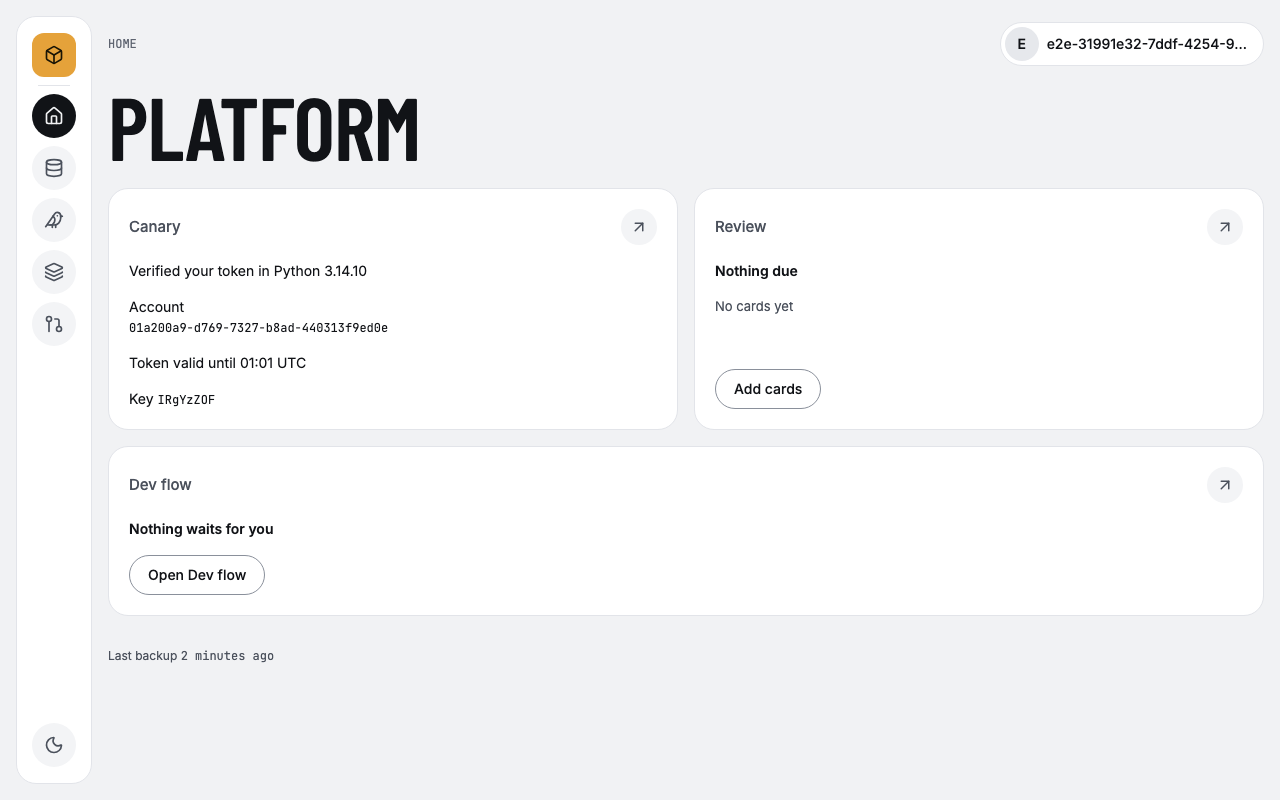 HOME
E
e2e-31991e32-7ddf-4254-9...
PLATFORM
Canary
Verified your token in Python 3.14.10
Account
01a200a9-d769-7327-b8ad-440313f9ed0e
Token valid until 01:01 UTC
Key IRgYzZOF
Review
Nothing due
No cards yet
Add cards
Dev flow
Nothing waits for you
Open Dev flow
Last backup 2 minutes ago